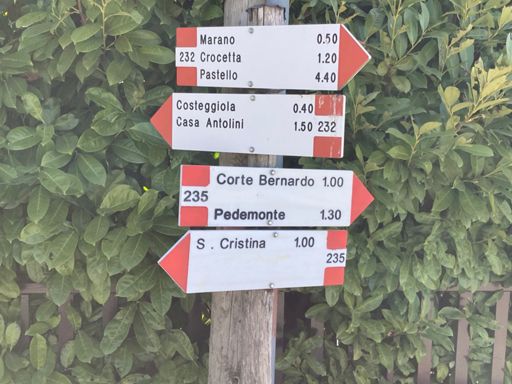 Marano 0.50
232 Crocetta 1.20
Pastello 4.40
Costeggiola 0.40
Casa Antolini 1.50 232
Corte Bernardo 1.00
235
Pedemonte 1.30
S . Cristina 1.00
235